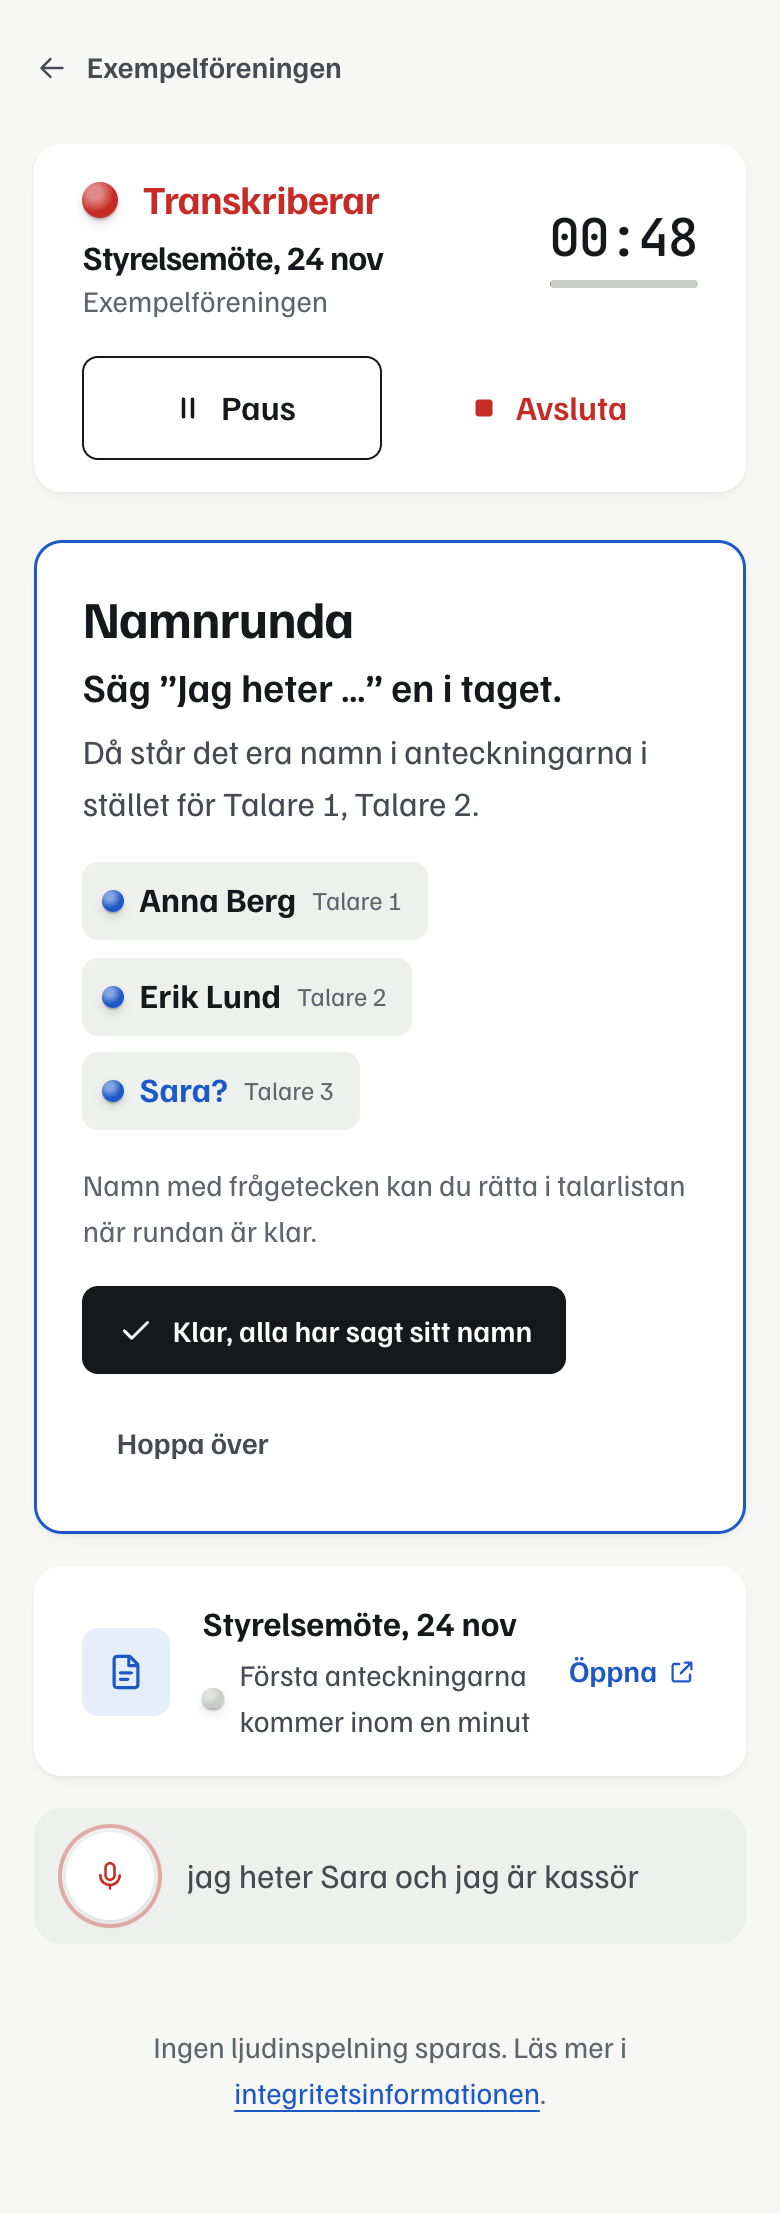 Exempelföreningen
Transkriberar
Styrelsemöte, 24 nov
Exempelföreningen
00:48
Paus
Avsluta
Namnrunda
Säg ”Jag heter …” en i taget.
Då står det era namn i anteckningarna i
stället för Talare 1, Talare 2.
Anna Berg Talare 1
Erik Lund Talare 2
Sara? Talare 3
Namn med frågetecken kan du rätta i talarlistan
när rundan är klar.
Klar, alla har sagt sitt namn
Hoppa över
Styrelsemöte, 24 nov
Första anteckningarna
kommer inom en minut
Öppna
jag heter Sara och jag är kassör
Ingen ljudinspelning sparas. Läs mer i
integritetsinformationen.